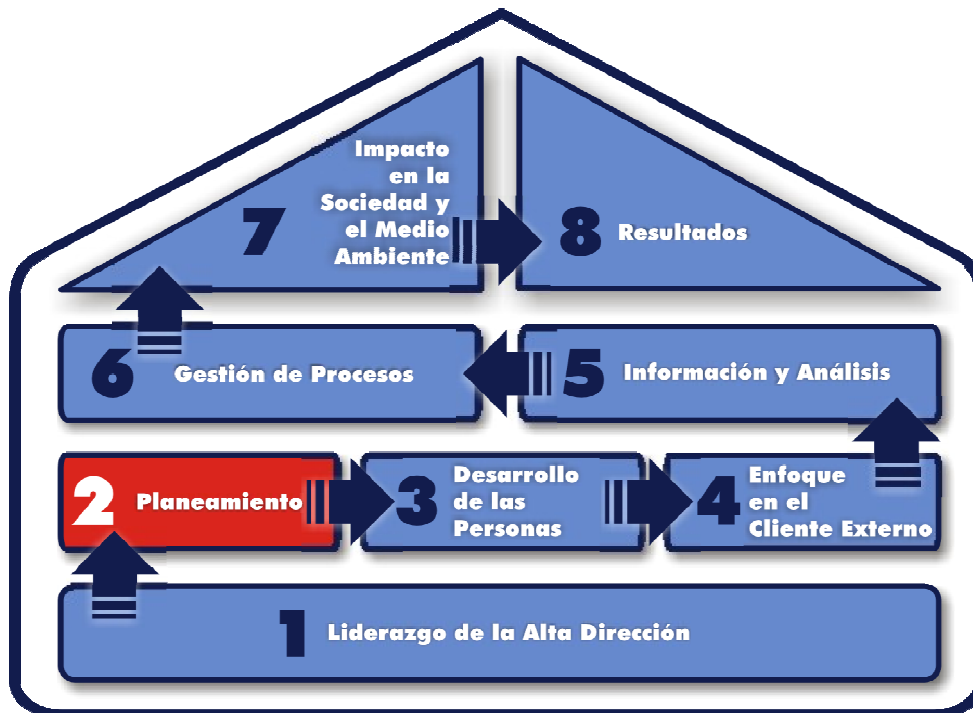 7
Impacto
en la
Sociedad y
el Medio
Ambiente
8 Resultados
6 Gestión de Procesos
5 Información y Análisis
2 Planeamiento
3
Desarrollo
de las
Personas
4
Enfoque
en el
Cliente Externo
1 Liderazgo de la Alta Dirección